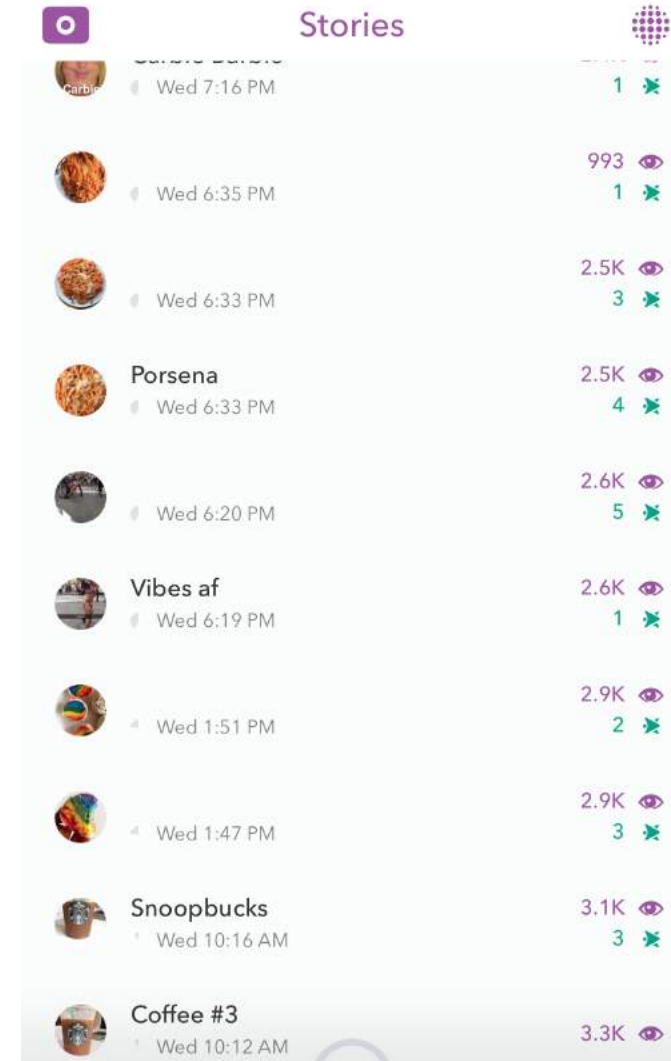 Stories
Carbie
Wed 7:16 PM
1
993
Wed 6:35 PM
1
2.5K
Wed 6:33 PM
3
Porsena
2.5K
Wed 6:33 PM
4
2.6K
Wed 6:20 PM
5
Vibes af
2.6K
Wed 6:19 PM
1
2.9K
Wed 1:51 PM
2
2.9K
Wed 1:47 PM
3
Snoopbucks
3.1K
Wed 10:16 AM
3
Coffee #3
3.3K
Wed 10:12 AM